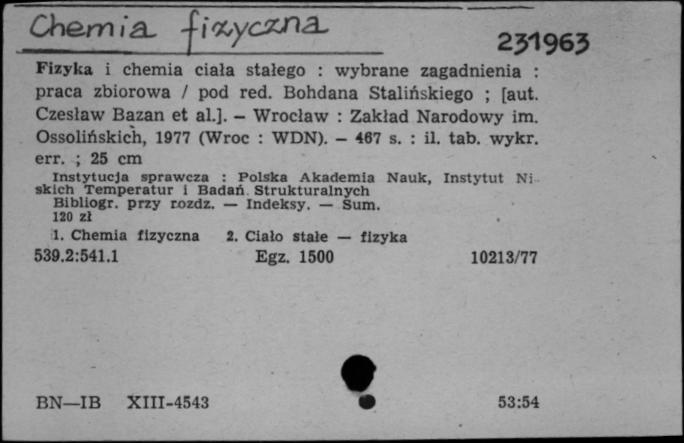 Chemia fizyczna
231963
Fizyka i chemia ciała stałego : wybrane zagadnienia :
praca zbiorowa / pod red. Bohdana Stalińskiego ; [aut.
Czesław Bazan et al.]. — Wrocław : Zakład Narodowy im.
Ossolińskich, 1977 (Wroc : WDN). — 467 s. : il. tab. wykr.
err. ; 25 cm
Instytucja sprawcza : Polska Akademia Nauk, Instytut Ni-
skich Temperatur i Badań Strukturalnych
Bibliogr. przy rozdz. — Indeksy. — Sum.
120 zł
1. Chemia fizyczna 2. Ciało stałe — fizyka
539.2:541.1 Egz. 1500 10213/77
BN—IB XIII-4543 53:54